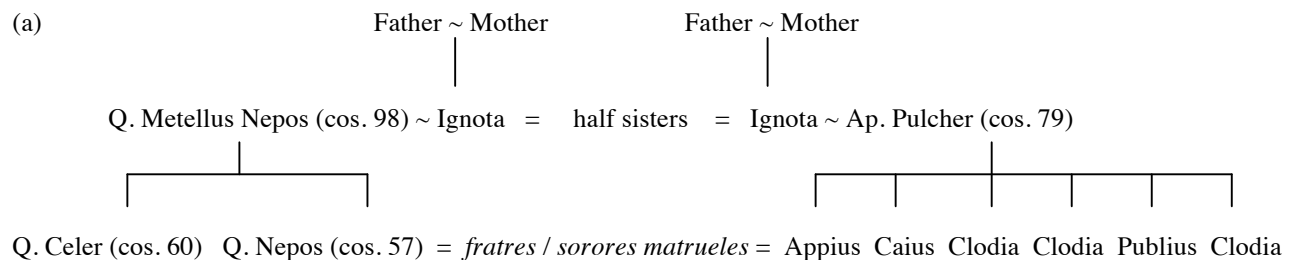 (a) Father ~ Mother Father ~ Mother
Q. Metellus Nepos (cos. 98) ~ Ignota = half sisters = Ignota ~ Ap. Pulcher (cos. 79)
Q. Celer (cos. 60) Q. Nepos (cos. 57) = fratres / sorores matrueles = Appius Caius Clodia Clodia Publius Clodia